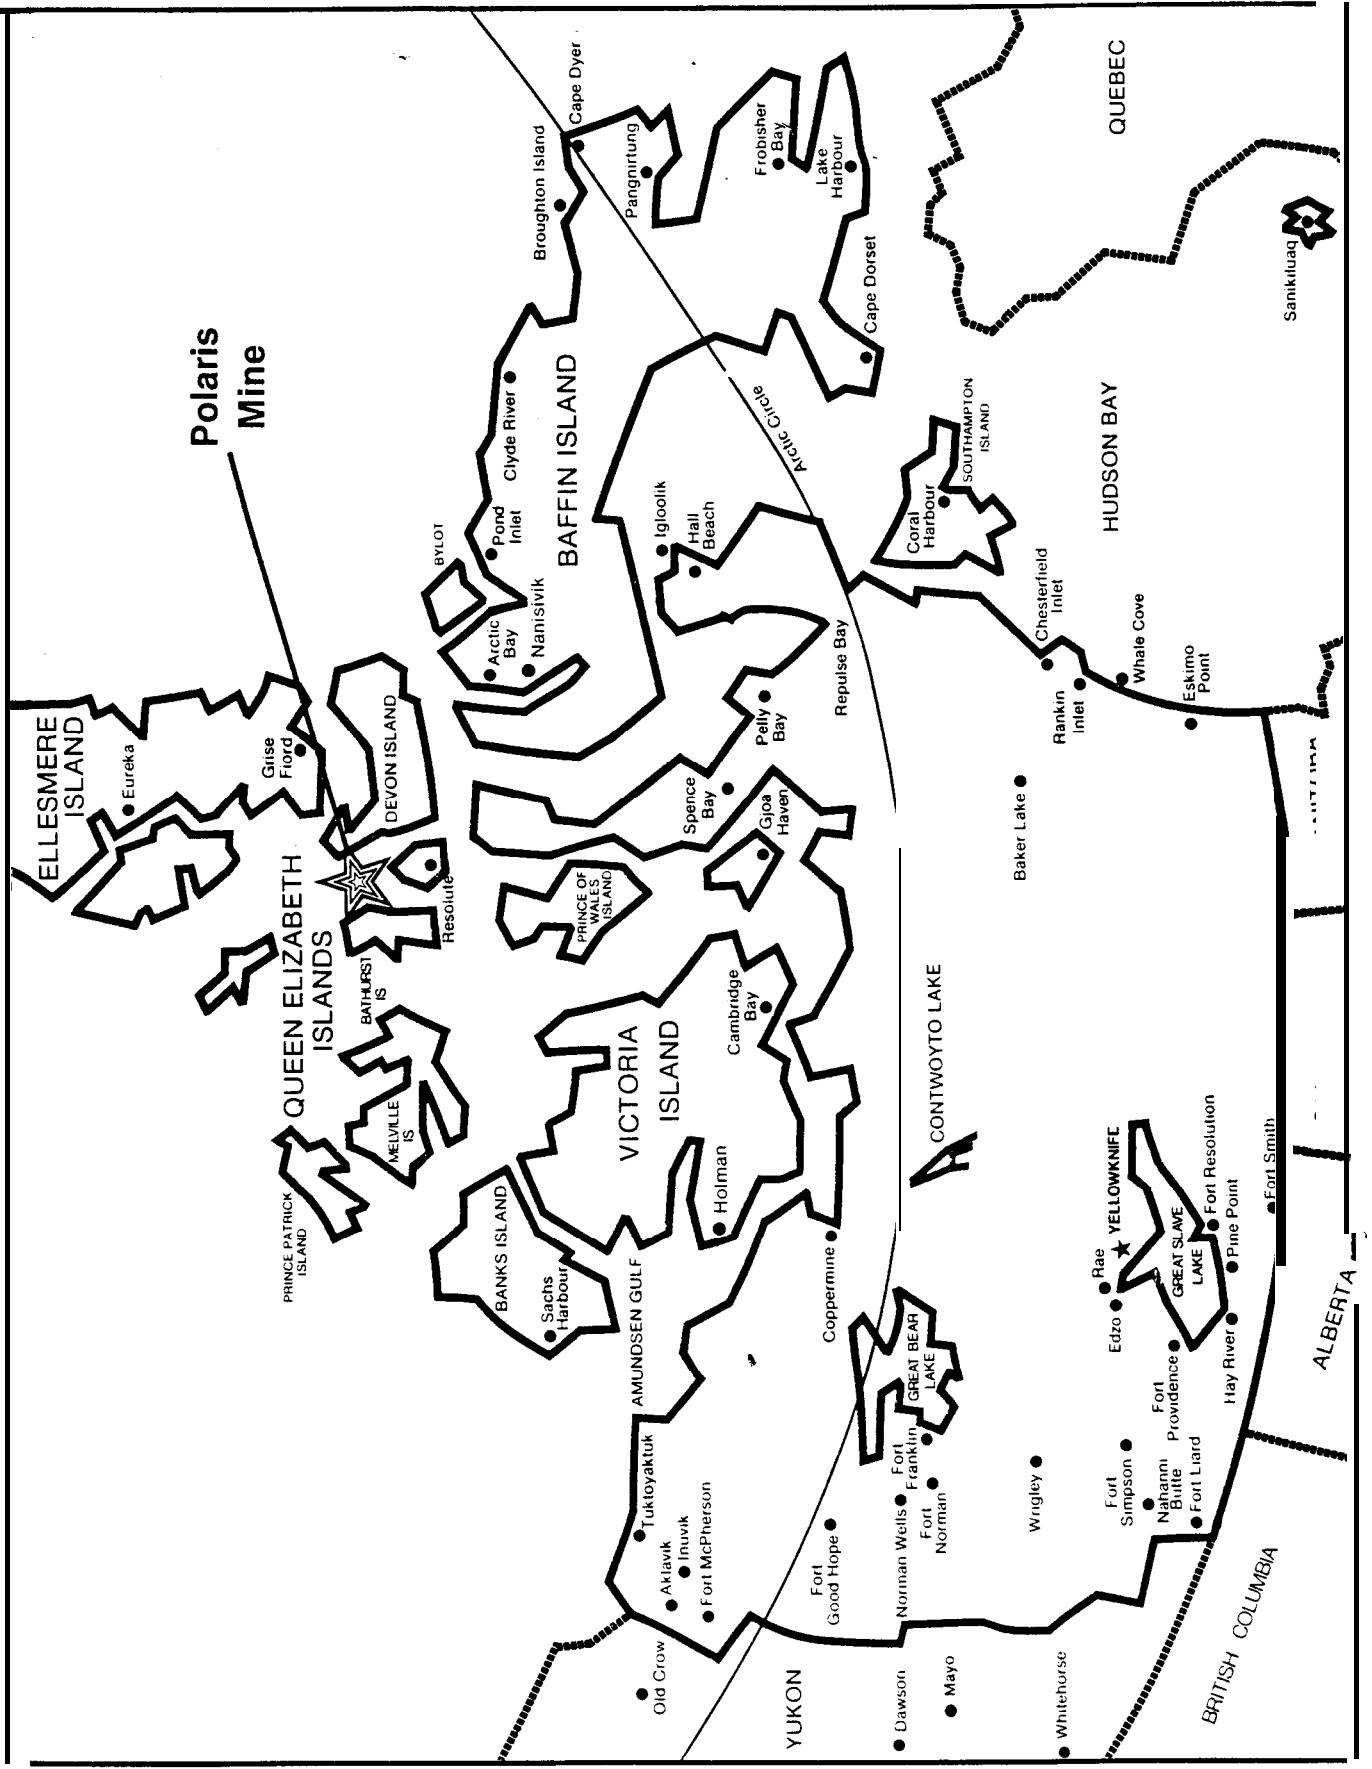 Polaris
Mine
ELLESMERE
ISLAND
Eureka
Grise
Fiord
QUEEN ELIZABETH
ISLANDS
DEVON ISLAND
Resolute
BATHURST
IS
MELVILLE
IS
PRINCE PATRICK
ISLAND
BYLOT
Pond
Inlet
Clyde River
Broughton Island
Cape Dyer
Pangnirtung
Arctic
Bay
Nanisivik
BAFFIN ISLAND
PRINCE OF
WALES
ISLAND
BANKS ISLAND
Sachs
Harbour
VICTORIA
ISLAND
Holman
Cambridge
Bay
AMUNDSEN GULF
Spence
Bay
Gjoa
Haven
Pelly
Bay
Igloolik
Hall
Beach
Repulse Bay
Arctic Circle
Frobisher
Bay
Lake
Harbour
Cape Dorset
Coral
Harbour
SOUTHAMPTON
ISLAND
HUDSON BAY
QUEBEC
Sanikiluaq
Chesterfield
Inlet
Rankin
Inlet
Whale Cove
Eskimo
Point
Baker Lake
CONTWOYTO LAKE
Coppermine
Tuktoyaktuk
Aklavik
Inuvik
Fort McPherson
Old Crow
YUKON
Dawson
Mayo
Whitehorse
Fort
Good Hope
Norman Wells
Fort
Franklin
Fort
Norman
GREAT BEAR
LAKE
Wrigley
Rae
Edzo
YELLOWKNIFE
GREAT SLAVE
LAKE
Fort Resolution
Pine Point
Fort Smith
Hay River
Fort
Providence
Fort
Simpson
Nahanni
Butte
Fort Liard
BRITISH COLUMBIA
ALBERTA